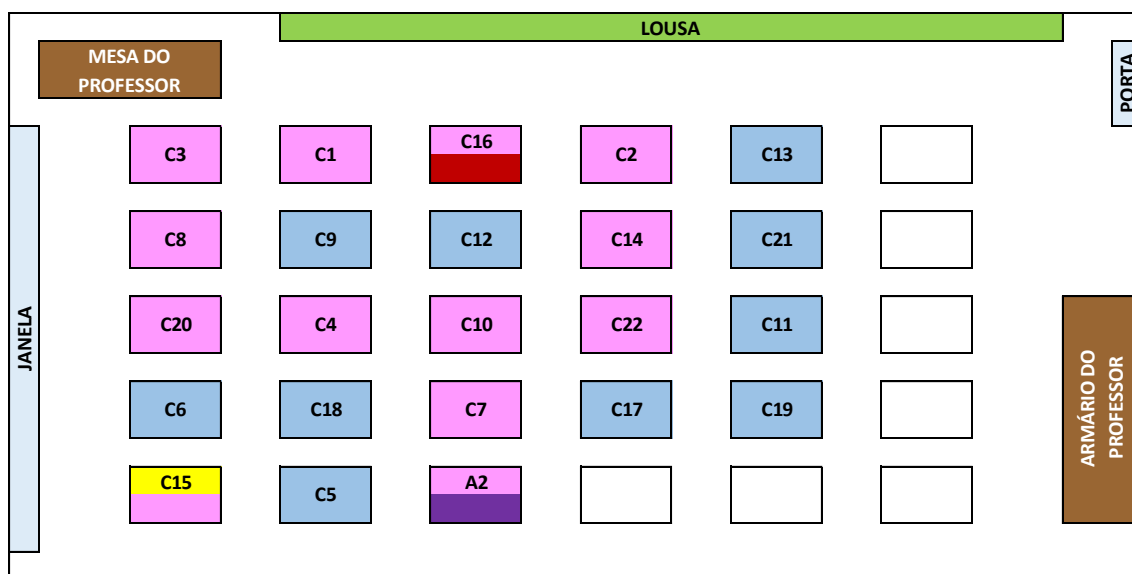 LOUSA
MESA DO
PROFESSOR
PORTA
C3 C1 C16 C2 C13
C8 C9 C12 C14 C21
JANELA
C20 C4 C10 C22 C11
ARMÁRIO DO
PROFESSOR
C6 C18 C7 C17 C19
C15 C5 A2